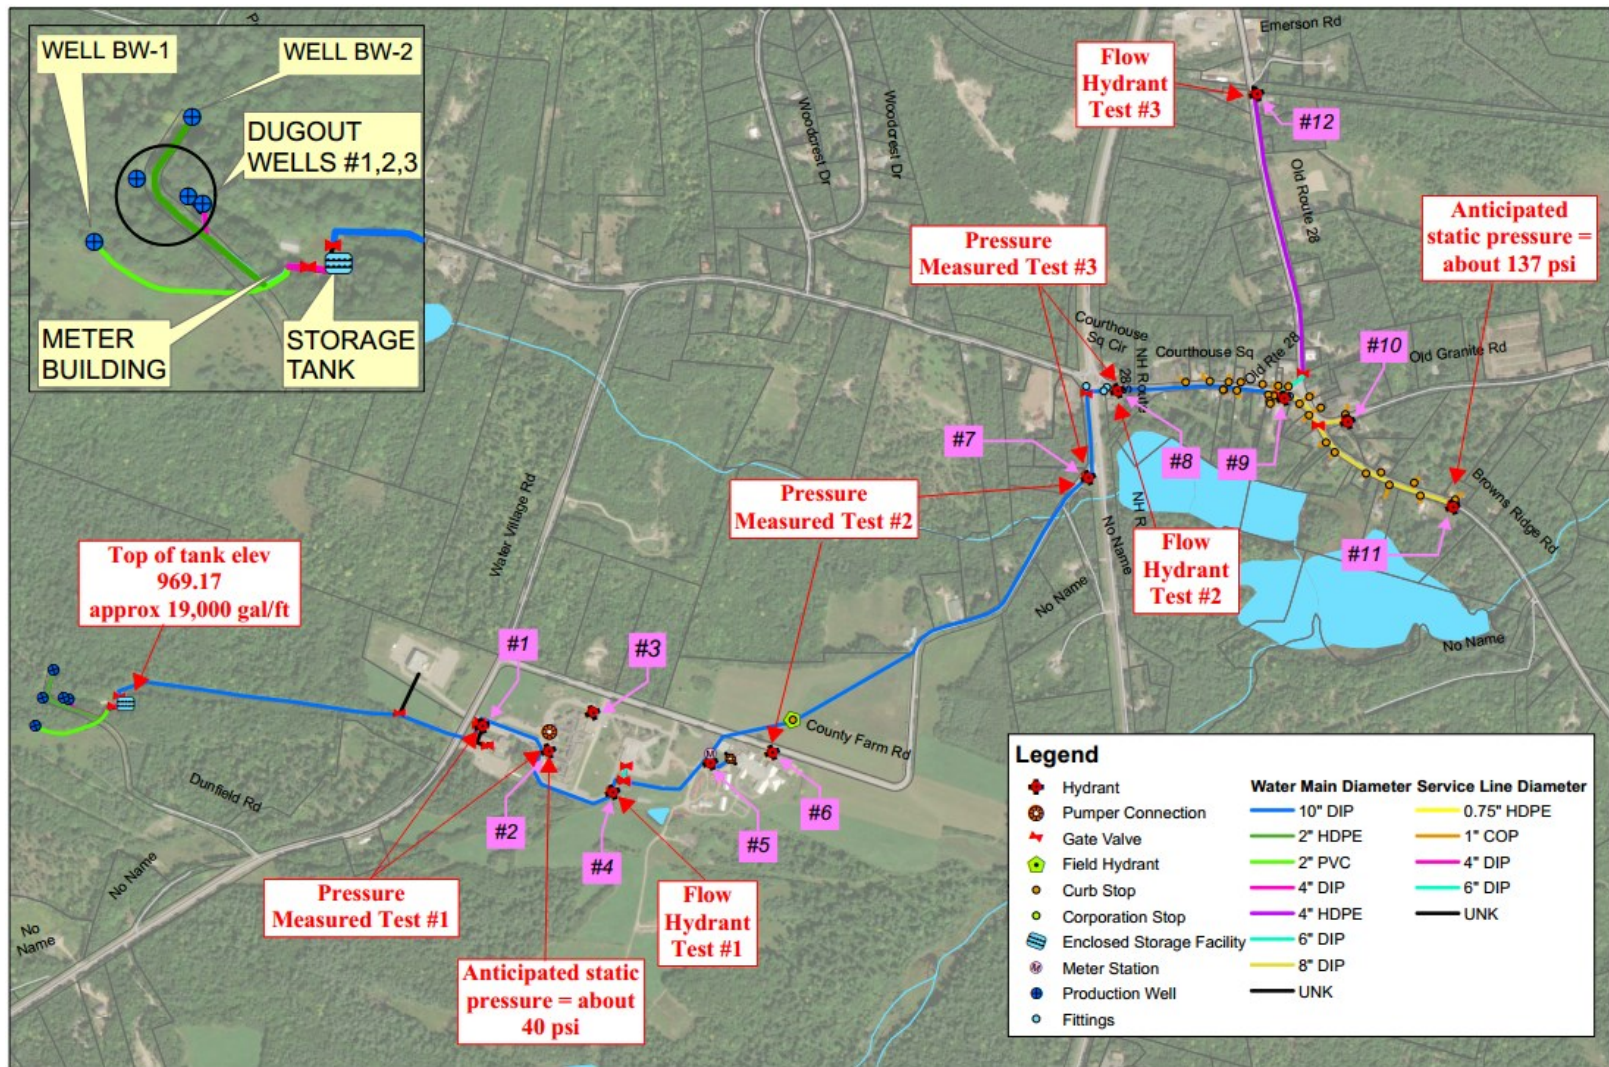 Emerson Rd
WELL BW-1
WELL BW-2
DUGOUT
WELLS #1,2,3
METER
BUILDING
STORAGE
TANK
Woodcrest Dr
Woodcrest Dr
Flow
Hydrant
Test #3
#12
Old Route 28
Anticipated
static pressure =
about 137 psi
Pressure
Measured Test #3
Courthouse
Sq Cir
NH Route
28
Courthouse Sq
Old Rte 28
#10
Old Granite Rd
#7
#8
#9
#11
Browns Ridge Rd
No Name
Pressure
Measured Test #2
NH R
No Name
No Name
Flow
Hydrant
Test #2
Water Village Rd
Top of tank elev
969.17
approx 19,000 gal/ft
#1
#3
County Farm Rd
Dunfield Rd
#2
#4
#5
#6
No Name
No
Name
Pressure
Measured Test #1
Flow
Hydrant
Test #1
Anticipated static
pressure = about
40 psi
Legend
Hydrant
Pumper Connection
Gate Valve
Field Hydrant
Curb Stop
Corporation Stop
Enclosed Storage Facility
Meter Station
Production Well
Fittings
Water Main Diameter
10" DIP
2" HDPE
2" PVC
4" DIP
4" HDPE
6" DIP
8" DIP
UNK
Service Line Diameter
0.75" HDPE
1" COP
4" DIP
6" DIP
UNK